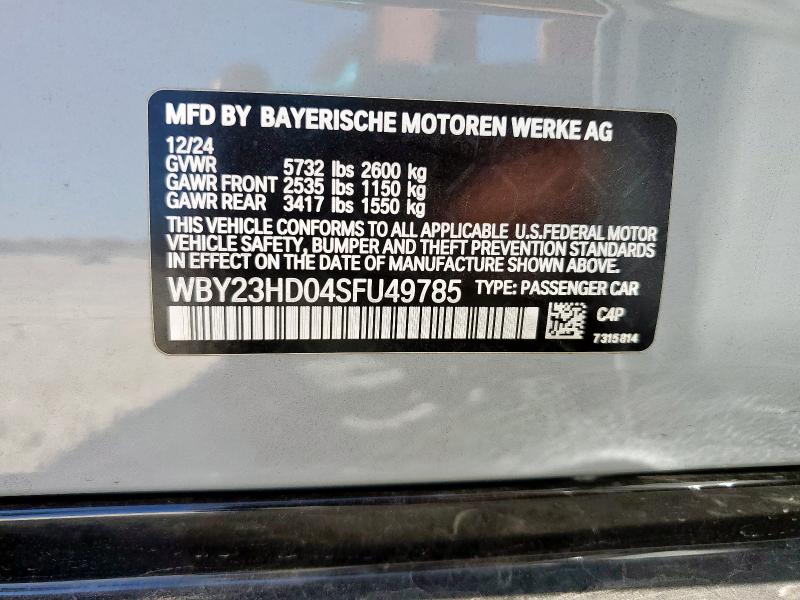 MFD BY BAYERISCHE MOTOREN WERKE AG
12/24
GVWR 5732 lbs 2600 kg
GAWR FRONT 2535 lbs 1150 kg
GAWR REAR 3417 lbs 1550 kg
THIS VEHICLE CONFORMS TO ALL APPLICABLE U.S.FEDERAL MOTOR
VEHICLE SAFETY, BUMPER AND THEFT PREVENTION STANDARDS
IN EFFECT ON THE DATE OF MANUFACTURE SHOWN ABOVE.
WBY23HD04SFU49785 TYPE: PASSENGER CAR
C4P
7315814